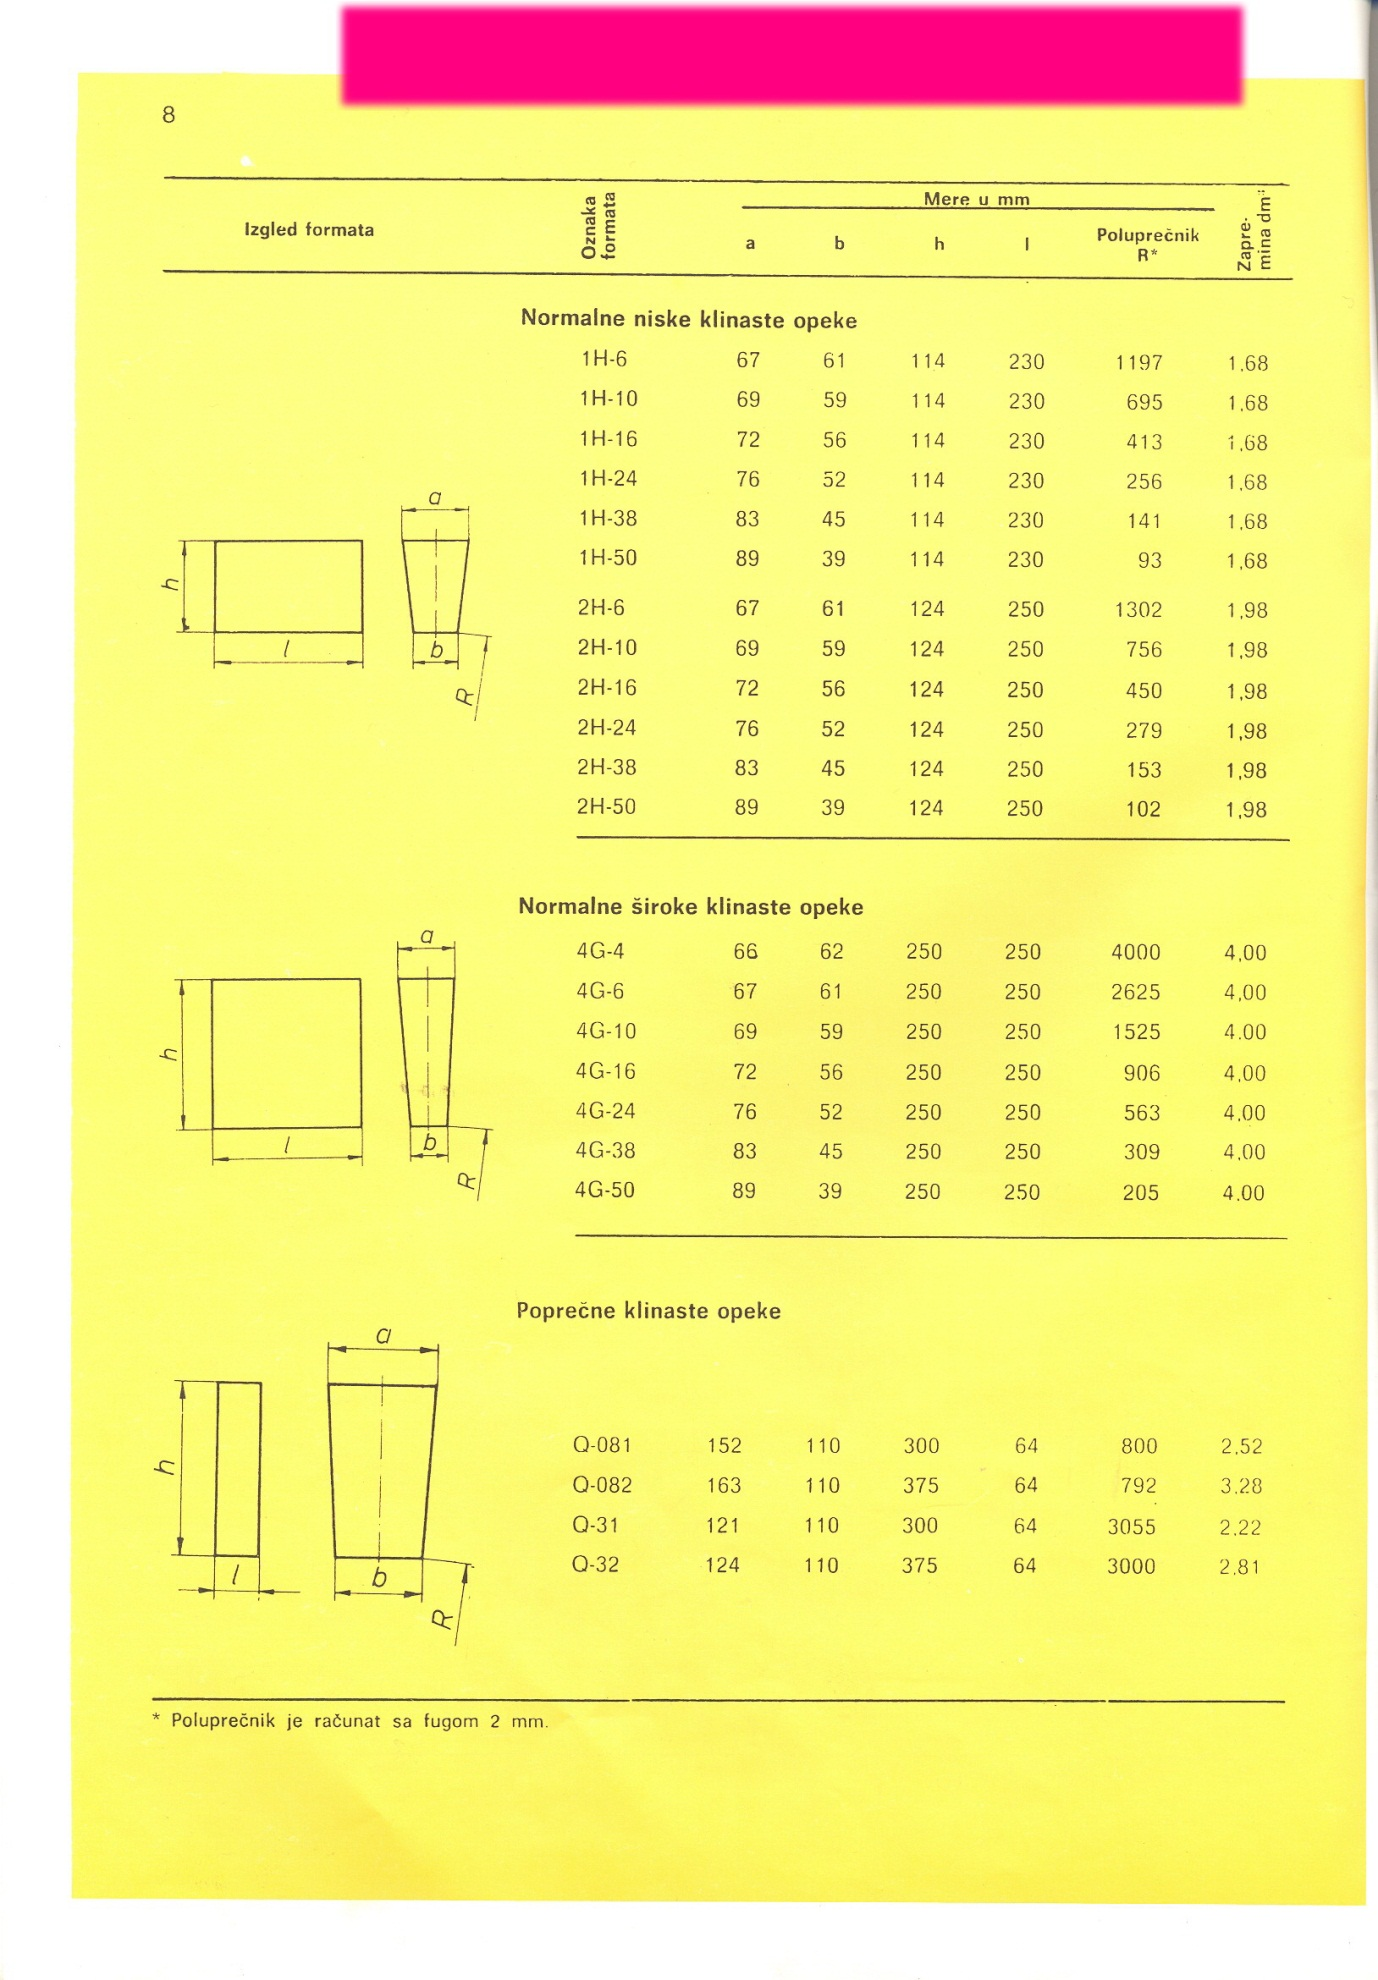 8
Izgled formata Oznaka formata Mere u mm Zapre-mina dm³
a b h l Poluprečnik R*
Normalne niske klinaste opeke
1H-6 67 61 114 230 1197 1,68
1H-10 69 59 114 230 695 1,68
1H-16 72 56 114 230 413 1,68
1H-24 76 52 114 230 256 1,68
1H-38 83 45 114 230 141 1,68
1H-50 89 39 114 230 93 1,68
2H-6 67 61 124 250 1302 1,98
2H-10 69 59 124 250 756 1,98
2H-16 72 56 124 250 450 1,98
2H-24 76 52 124 250 279 1,98
2H-38 83 45 124 250 153 1,98
2H-50 89 39 124 250 102 1,98
a
h
l
b
R
Normalne široke klinaste opeke
4G-4 66 62 250 250 4000 4,00
4G-6 67 61 250 250 2625 4,00
4G-10 69 59 250 250 1525 4.00
4G-16 72 56 250 250 906 4,00
4G-24 76 52 250 250 563 4,00
4G-38 83 45 250 250 309 4,00
4G-50 89 39 250 250 205 4.00
a
h
l
b
R
Poprečne klinaste opeke
Q-081 152 110 300 64 800 2,52
Q-082 163 110 375 64 792 3.28
Q-31 121 110 300 64 3055 2,22
Q-32 124 110 375 64 3000 2,81
a
h
l
b
R
* Poluprečnik je računat sa fugom 2 mm.